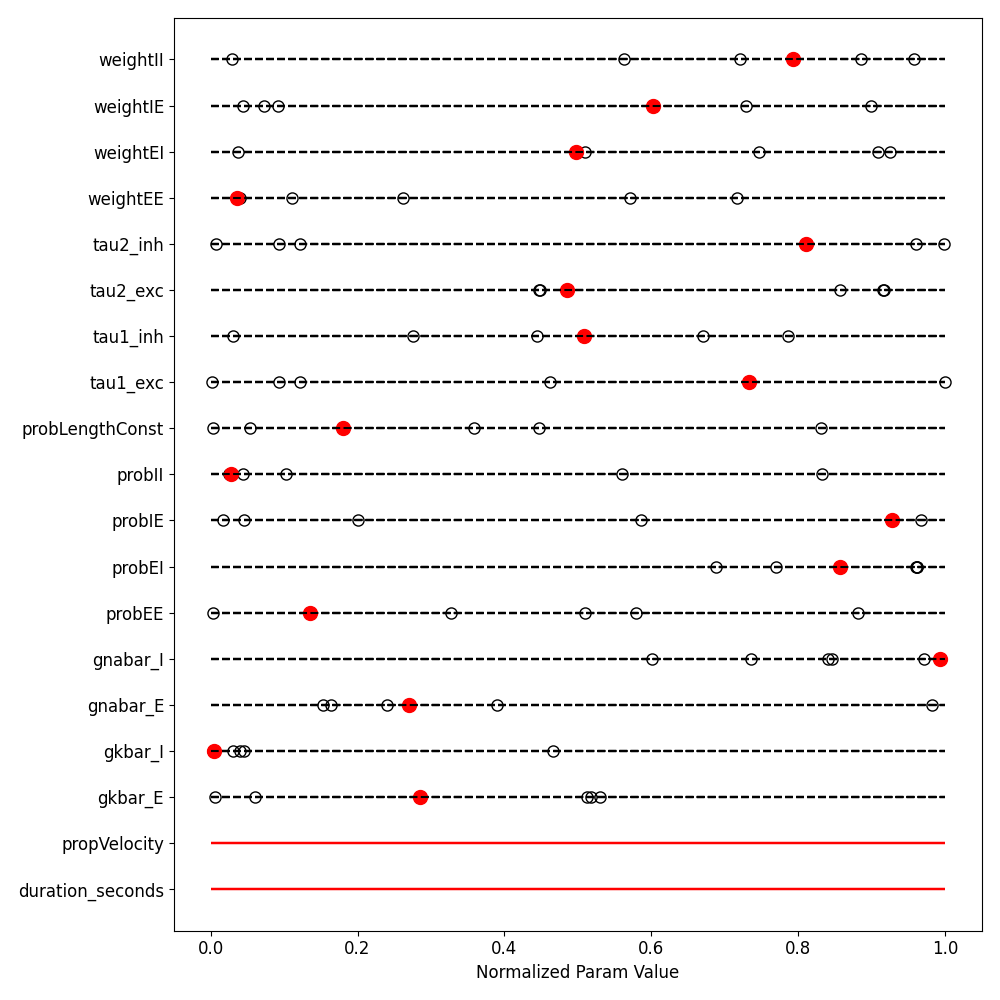 weightII
weightIE
weightEI
weightEE
tau2_inh
tau2_exc
tau1_inh
tau1_exc
probLengthConst
probII
probIE
probEI
probEE
gnabar_I
gnabar_E
gkbar_I
gkbar_E
propVelocity
duration_seconds
0.0 0.2 0.4 0.6 0.8 1.0
Normalized Param Value